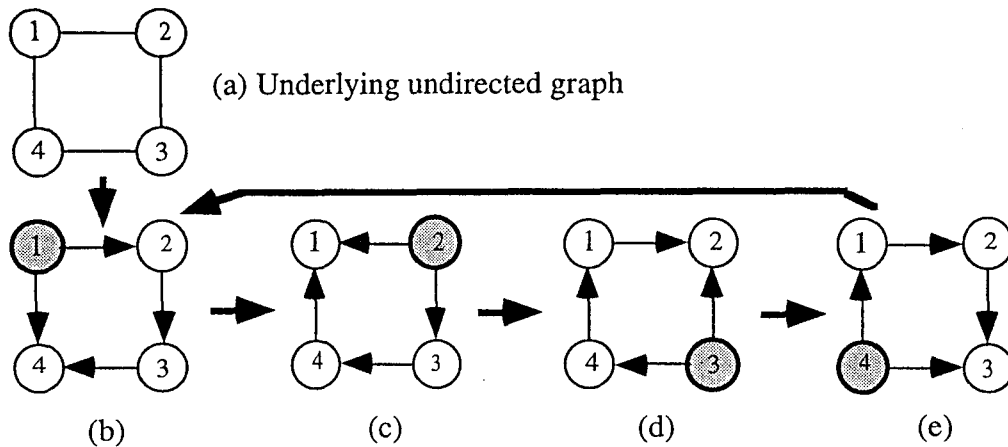 1 2
(a) Underlying undirected graph
4 3
1 2 1 2 1 2 1 2
4 3 4 3 4 3 4 3
(b) (c) (d) (e)